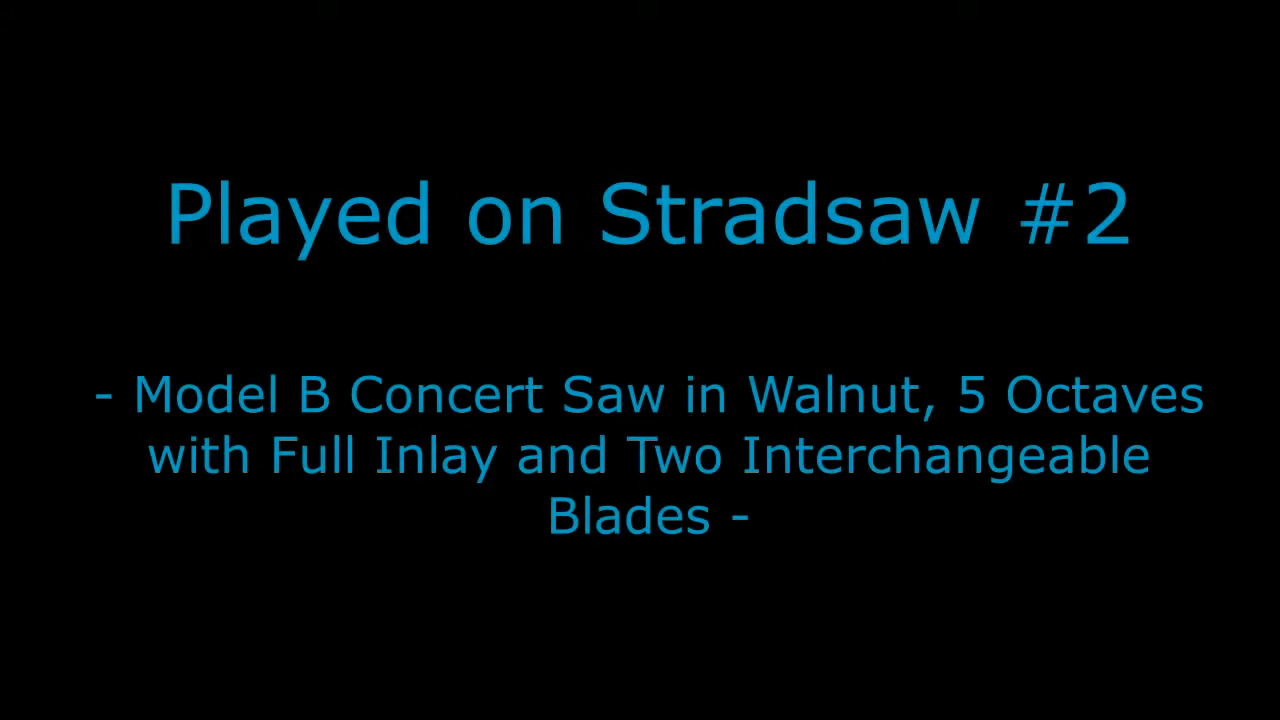 Played on Stradsaw #2
- Model B Concert Saw in Walnut, 5 Octaves
with Full Inlay and Two Interchangeable
Blades -